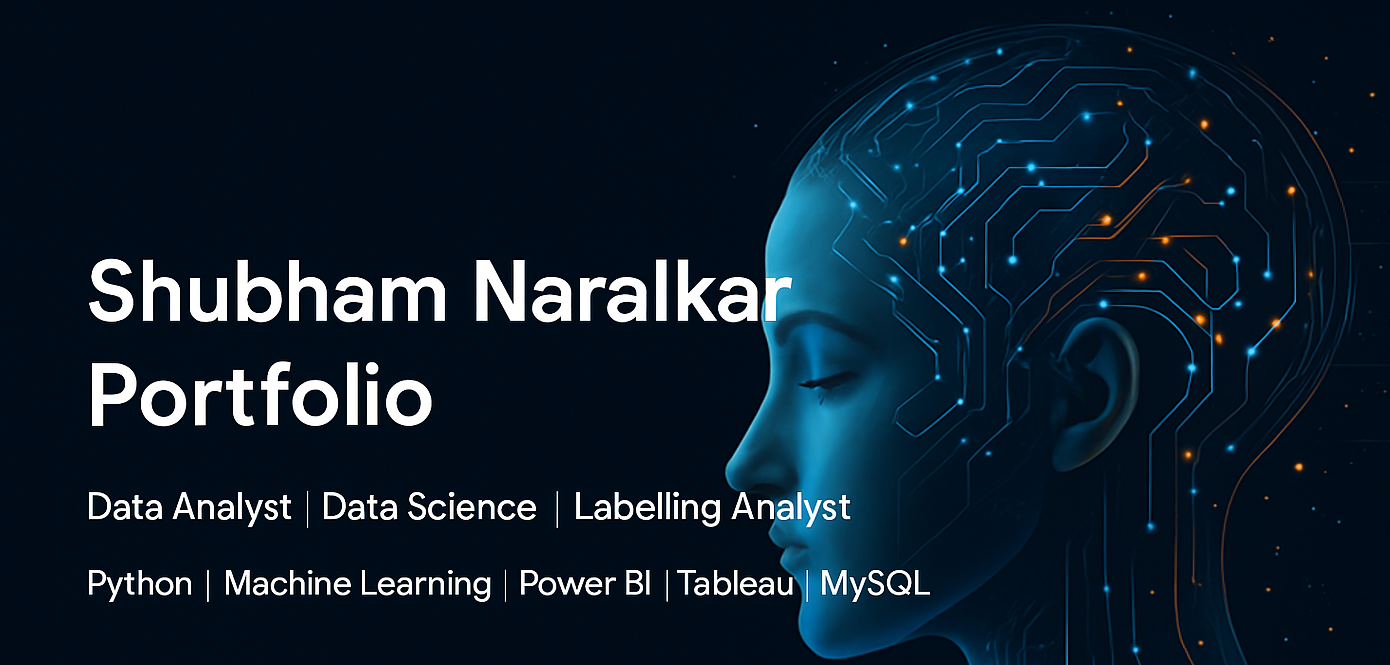 Shubham Naralkar
Portfolio
Data Analyst | Data Science | Labelling Analyst
Python | Machine Learning | Power BI | Tableau | MySQL